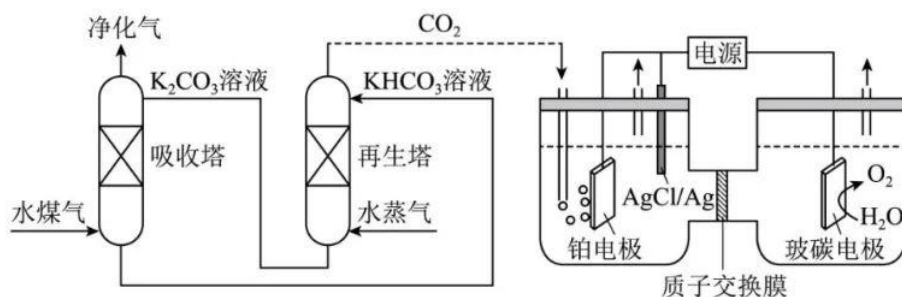 净化气
CO₂
电源
K₂CO₃溶液
KHCO₃溶液
吸收塔
再生塔
AgCl/Ag
O₂
H₂O
水煤气
水蒸气
铂电极
玻碳电极
质子交换膜